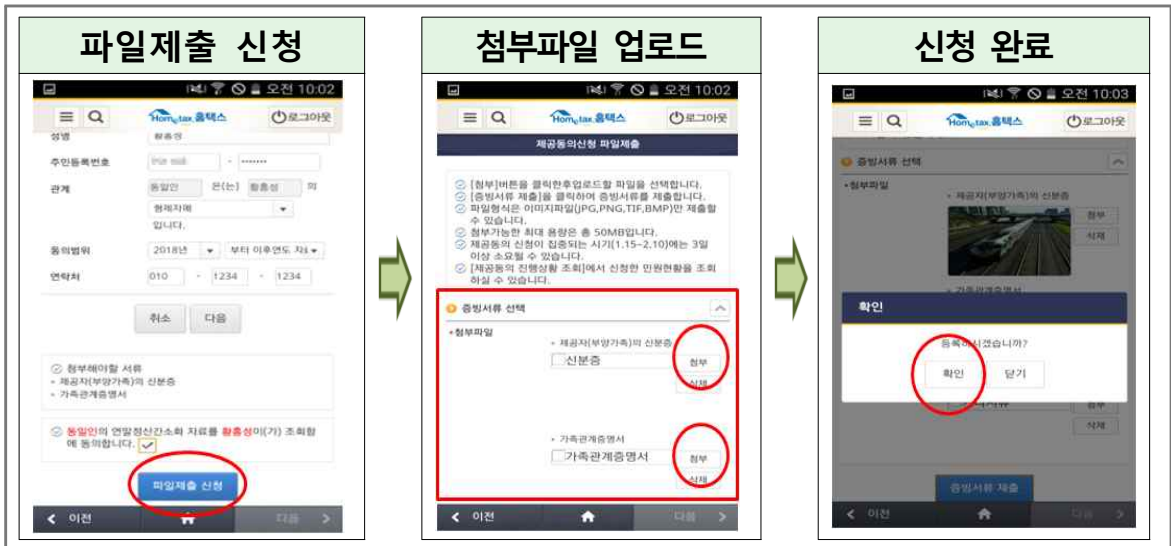 파일제출 신청
오전 10:02
Hometax.홈택스
로그아웃
성명
황흥성
주민등록번호
- •••••••
관계
동일인 은(는) 황흥성 의
형제자매
입니다.
동의범위
2018년 부터 이후연도 자료
연락처
010 - 1234 - 1234
취소 다음
첨부해야할 서류
- 제공자(부양가족)의 신분증
- 가족관계증명서
동일인의 연말정산간소화 자료를 황흥성이(가) 조회함
에 동의합니다.
파일제출 신청
이전
다음
첨부파일 업로드
오전 10:02
Hometax.홈택스
로그아웃
제공동의신청 파일제출
[첨부]버튼을 클릭한후업로드할 파일을 선택합니다.
[증빙서류 제출]을 클릭하여 증빙서류를 제출합니다.
파일형식은 이미지파일(JPG,PNG,TIF,BMP)만 제출할
수 있습니다.
첨부가능한 최대 용량은 총 50MB입니다.
제공동의 신청이 집중되는 시기(1.15~2.10)에는 3일
이상 소요될 수 있습니다.
[제공동의 진행상황 조회]에서 신청한 민원현황을 조회
하실 수 있습니다.
증빙서류 선택
•첨부파일
• 제공자(부양가족)의 신분증
신분증
첨부
삭제
• 가족관계증명서
가족관계증명서
첨부
삭제
이전
다음
신청 완료
오전 10:03
Hometax.홈택스
로그아웃
증빙서류 선택
•첨부파일
• 제공자(부양가족)의 신분증
첨부
삭제
• 가족관계증명서
확인
등록하시겠습니까?
확인 닫기
첨부
삭제
증빙서류 제출
이전
다음